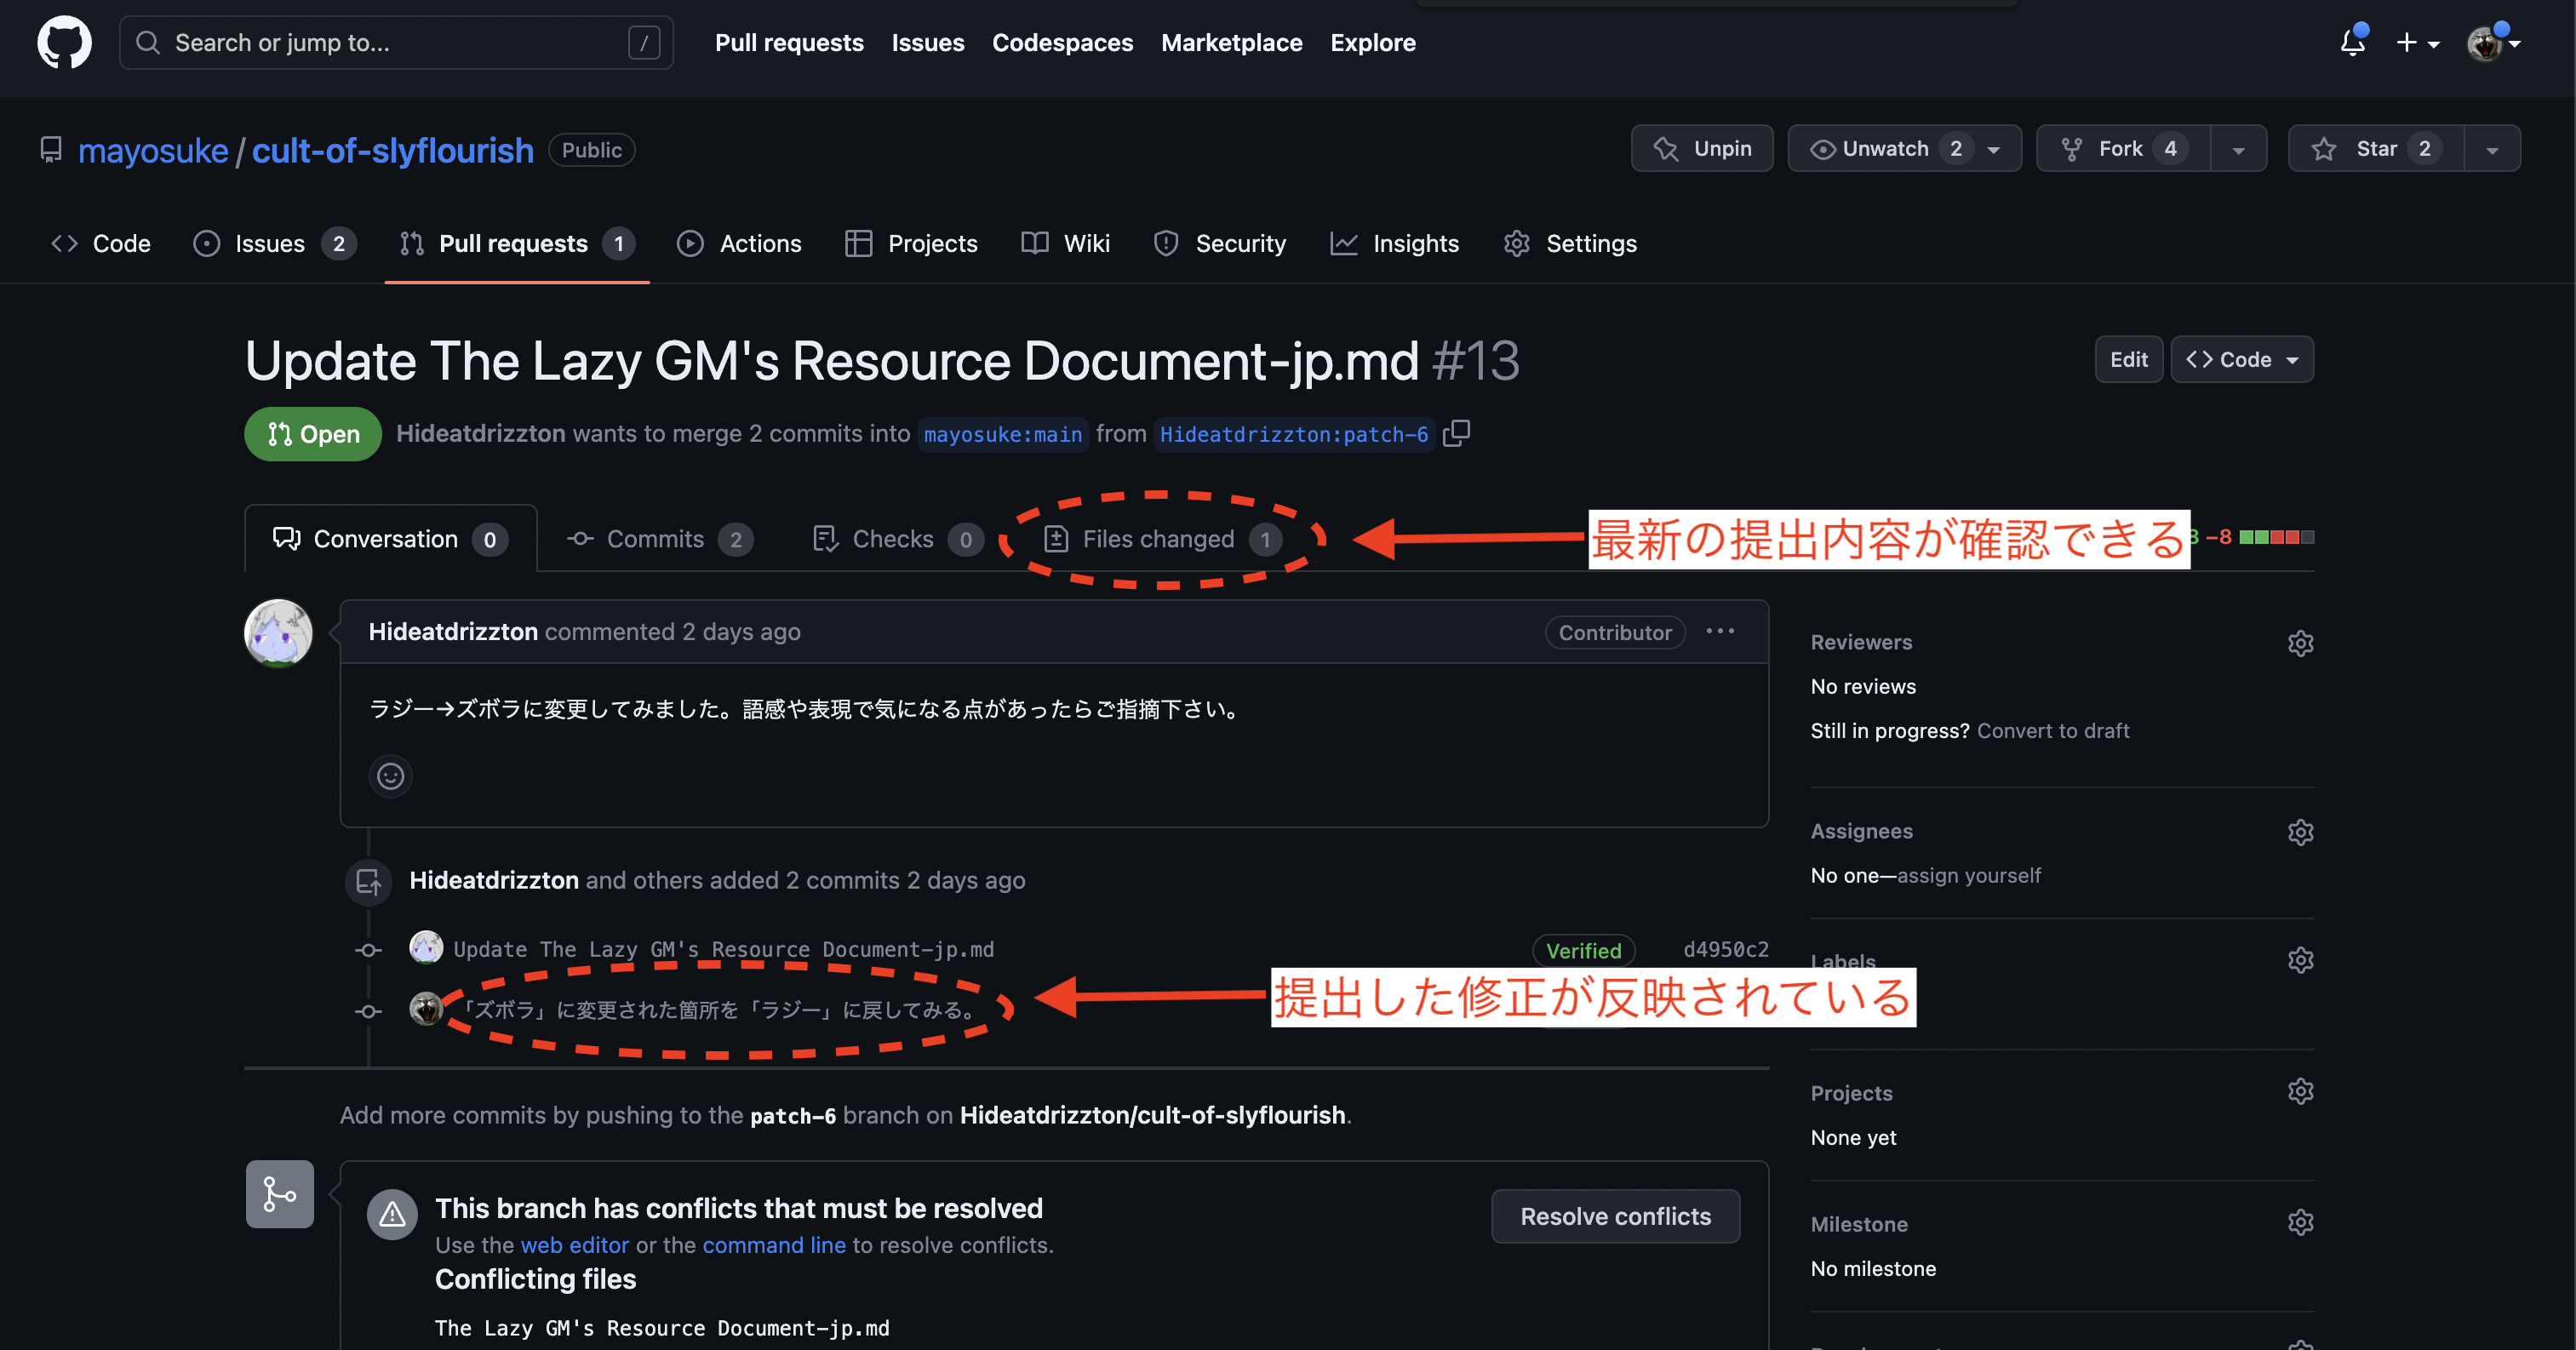 Search or jump to... /
Pull requests Issues Codespaces Marketplace Explore
mayosuke / cult-of-slyflourish Public
Unpin Unwatch 2 Fork 4 Star 2
Code Issues 2 Pull requests 1 Actions Projects Wiki Security Insights Settings
Update The Lazy GM's Resource Document-jp.md #13
Edit <> Code
Open Hideatdrizzton wants to merge 2 commits into mayosuke:main from Hideatdrizzton:patch-6
Conversation 0 Commits 2 Checks 0 Files changed 1
最新の提出内容が確認できる
−8
Hideatdrizzton commented 2 days ago Contributor ...
ラジー→ズボラに変更してみました。語感や表現で気になる点があったらご指摘下さい。
Hideatdrizzton and others added 2 commits 2 days ago
Update The Lazy GM's Resource Document-jp.md Verified d4950c2
「ズボラ」に変更された箇所を「ラジー」に戻してみる。
提出した修正が反映されている
Add more commits by pushing to the patch-6 branch on Hideatdrizzton/cult-of-slyflourish.
This branch has conflicts that must be resolved
Use the web editor or the command line to resolve conflicts.
Resolve conflicts
Conflicting files
The Lazy GM's Resource Document-jp.md
Reviewers
No reviews
Still in progress? Convert to draft
Assignees
No one—assign yourself
Labels
Projects
None yet
Milestone
No milestone